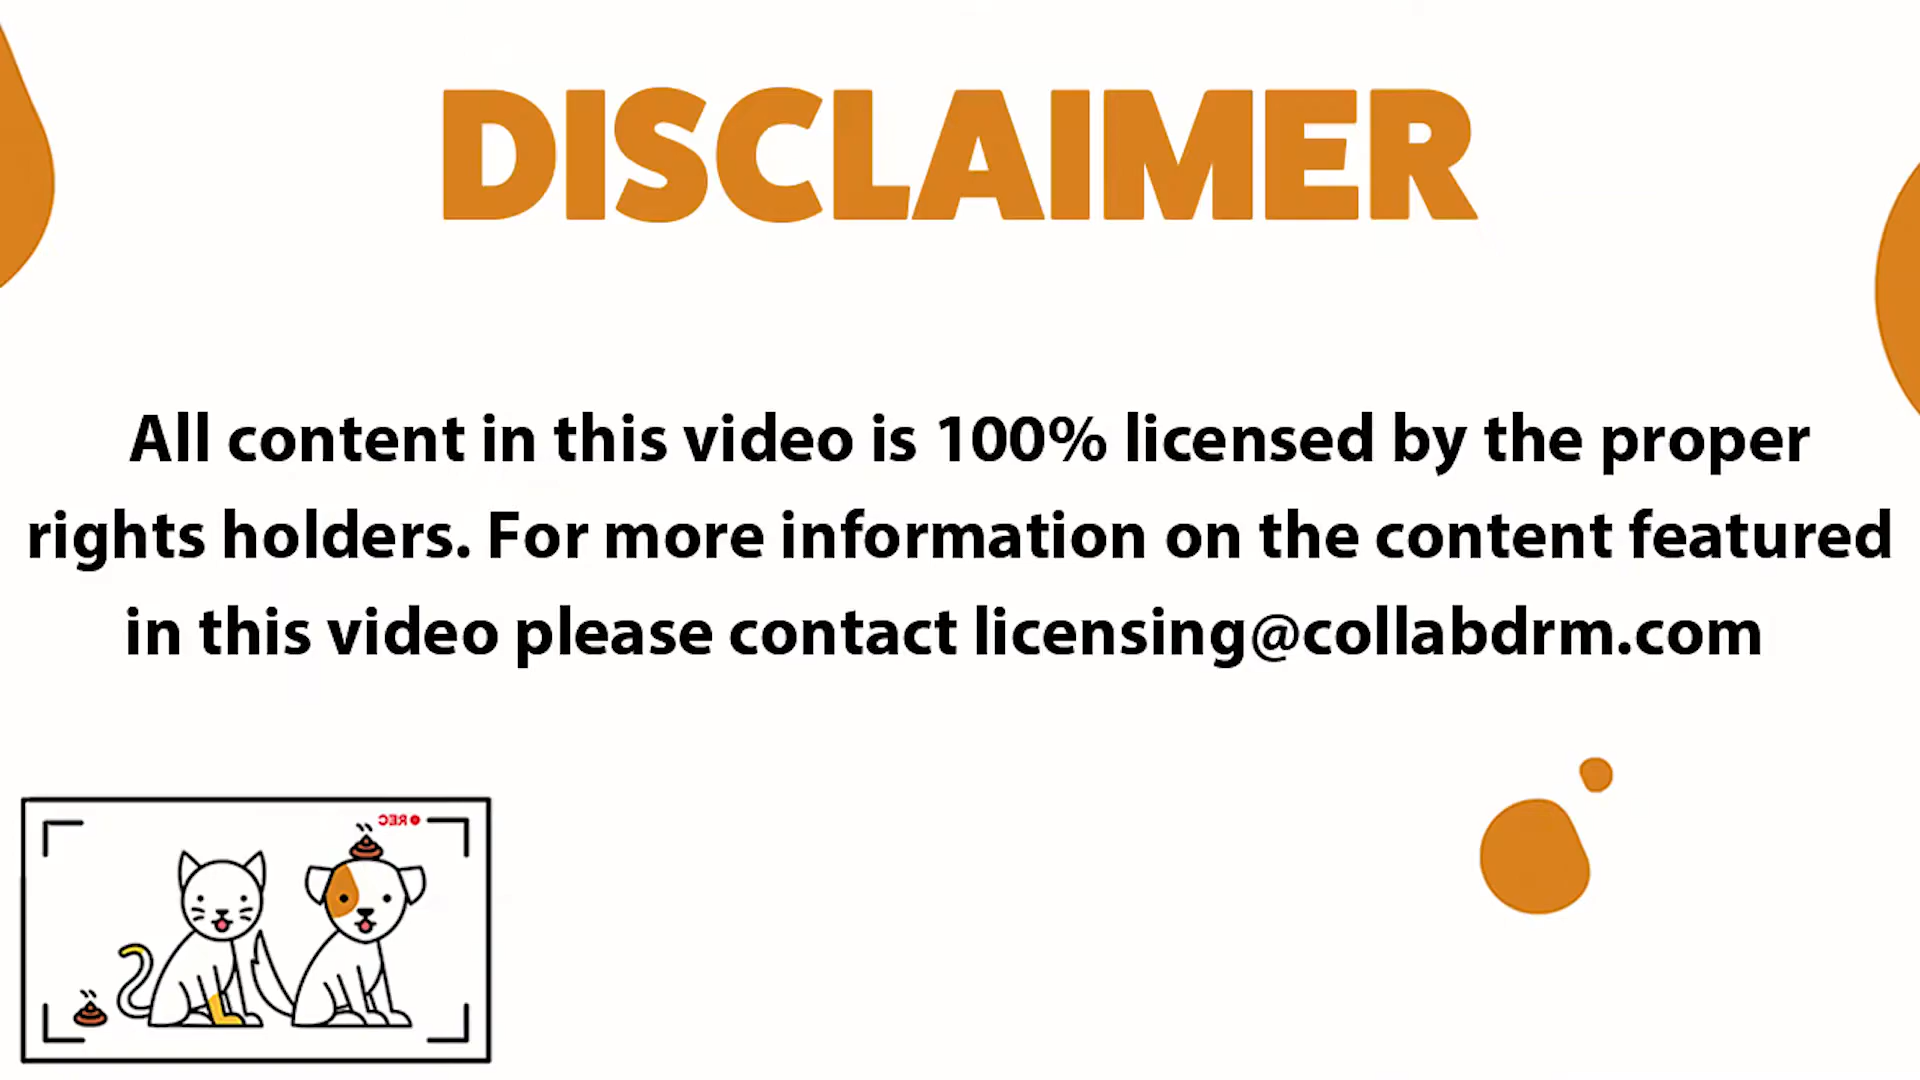 DISCLAIMER
All content in this video is 100% licensed by the proper
rights holders. For more information on the content featured
in this video please contact licensing@collabdrm.com
REC